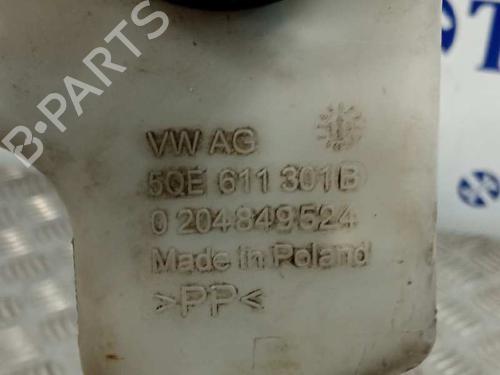 VW AG
5QE 611 301 B
0 204 849 524
Made in Poland
>PP<
B-PARTS